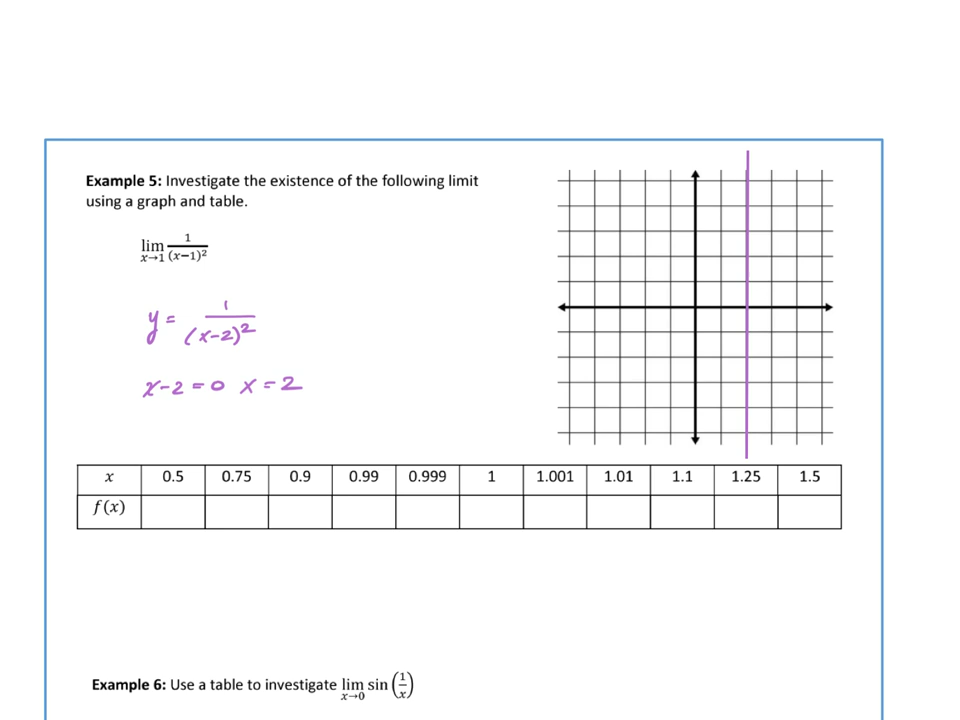 Example 5: Investigate the existence of the following limit
using a graph and table.
lim x→1 1/(x−1)²
y = 1/(x-2)²
x-2=0 x=2
x 0.5 0.75 0.9 0.99 0.999 1 1.001 1.01 1.1 1.25 1.5
f(x)
Example 6: Use a table to investigate lim x→0 sin(1/x)